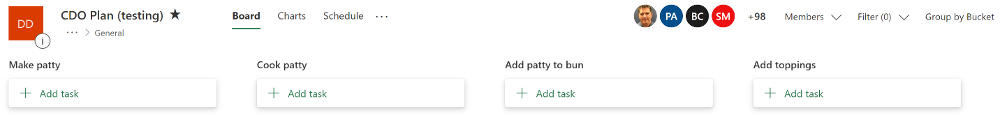 DD
CDO Plan (testing) ★
··· > General
i
Board Charts Schedule ···
PA BC SM +98 Members Filter (0) Group by Bucket
Make patty Cook patty Add patty to bun Add toppings
+ Add task + Add task + Add task + Add task